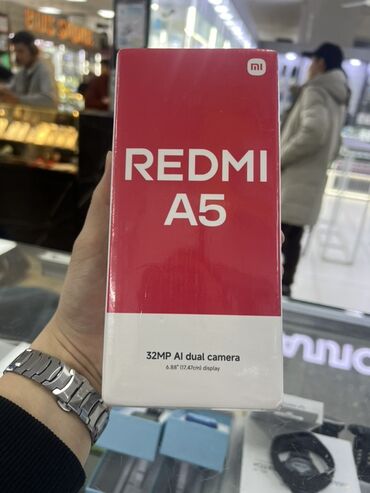 mi
REDMI
A5
32MP AI dual camera
6.88" (17,47cm) display